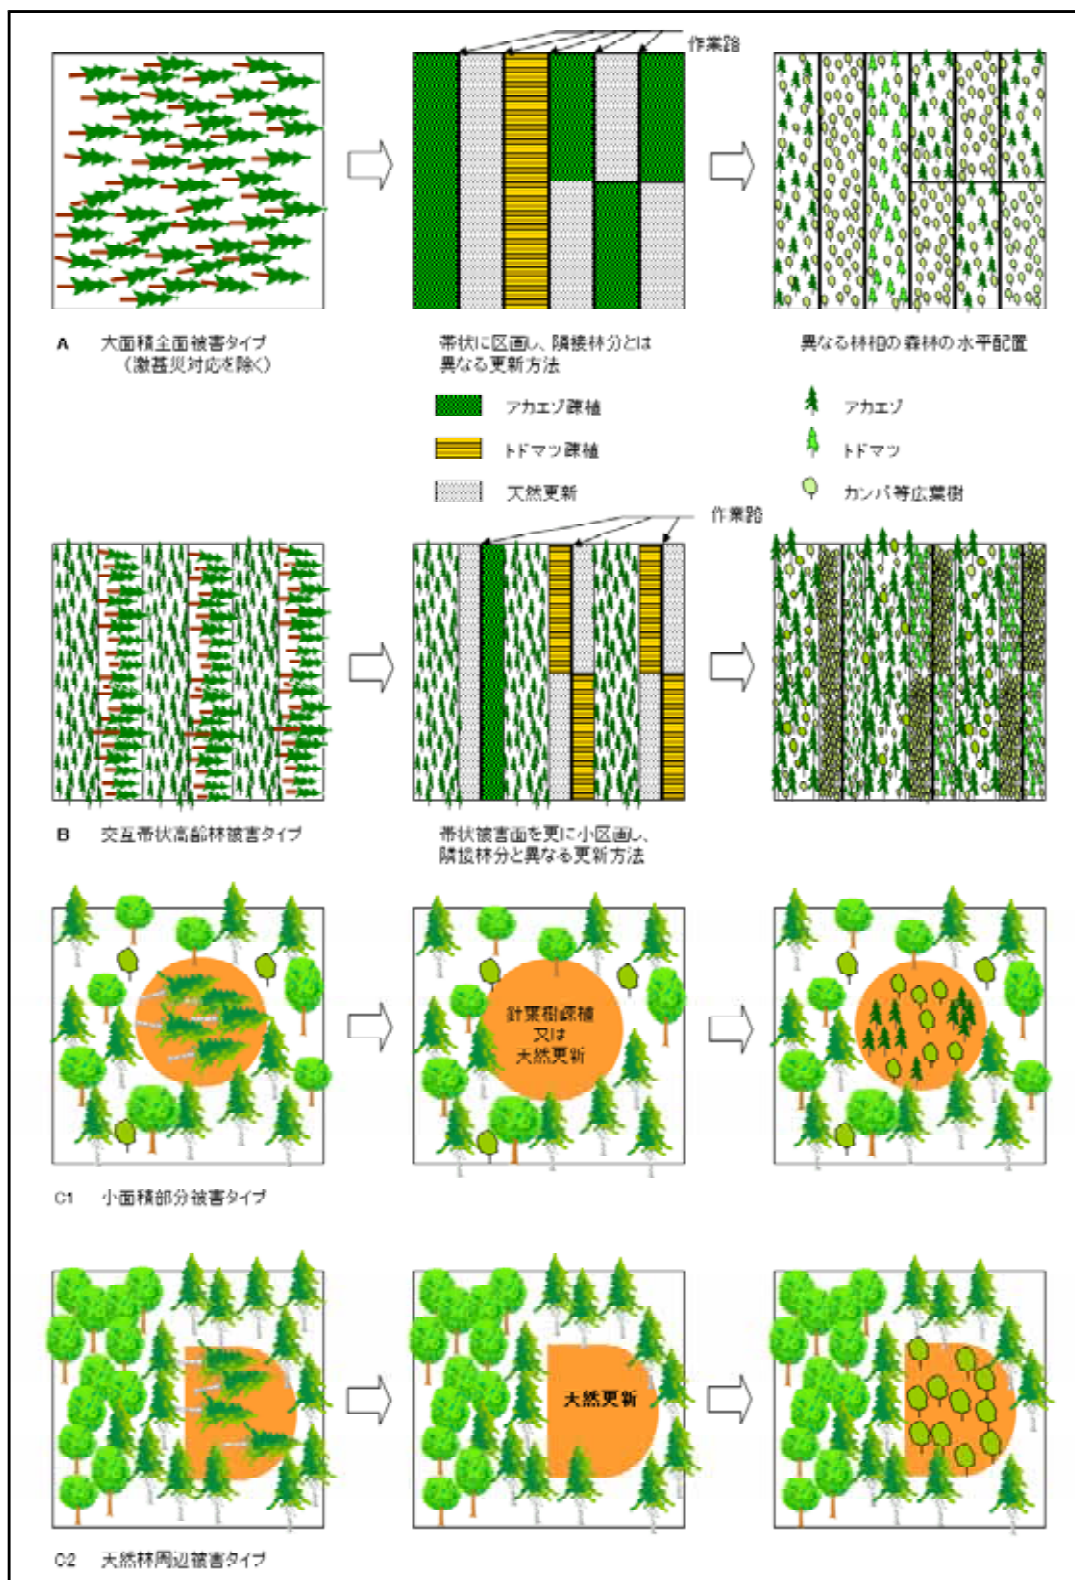 作業路
A 大面積全面被害タイプ
（激甚災対応を除く）
帯状に区画し、隣接林分とは
異なる更新方法
異なる林相の森林の水平配置
アカエゾ疎植
トドマツ疎植
天然更新
アカエゾ
トドマツ
カンバ等広葉樹
作業路
B 交互帯状高齢林被害タイプ
帯状被害面を更に小区画し、
隣接林分と異なる更新方法
針葉樹疎植
又は
天然更新
C1 小面積部分被害タイプ
天然更新
C2 天然林周辺被害タイプ